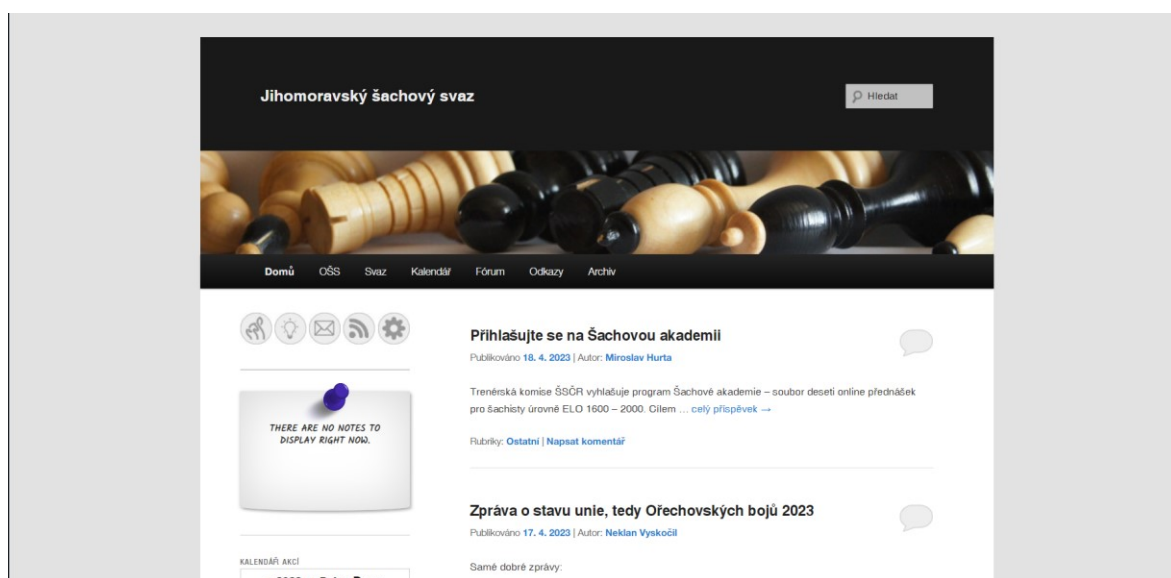 Jihomoravský šachový svaz
Hledat
Domů OŠS Svaz Kalendář Fórum Odkazy Archiv
Přihlašujte se na Šachovou akademii
Publikováno 18. 4. 2023 | Autor: Miroslav Hurta
Trenérská komise ŠSČR vyhlašuje program Šachové akademie – soubor deseti online přednášek
pro šachisty úrovně ELO 1600 – 2000. Cílem … celý příspěvek →
Rubriky: Ostatní | Napsat komentář
THERE ARE NO NOTES TO
DISPLAY RIGHT NOW.
Zpráva o stavu unie, tedy Ořechovských bojů 2023
Publikováno 17. 4. 2023 | Autor: Neklan Vyskočil
Samé dobré zprávy:
KALENDÁŘ AKCÍ